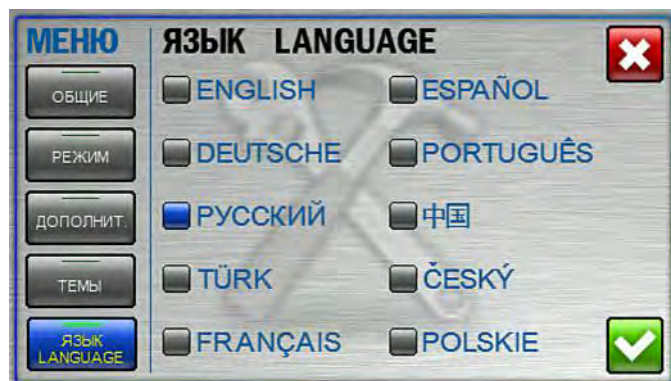 МЕНЮ
ЯЗЫК LANGUAGE
ОБЩИЕ
РЕЖИМ
ДОПОЛНИТ.
ТЕМЫ
ЯЗЫК
LANGUAGE
ENGLISH
ESPAÑOL
DEUTSCHE
PORTUGUÊS
РУССКИЙ
中国
TÜRK
ČESKÝ
FRANÇAIS
POLSKIE